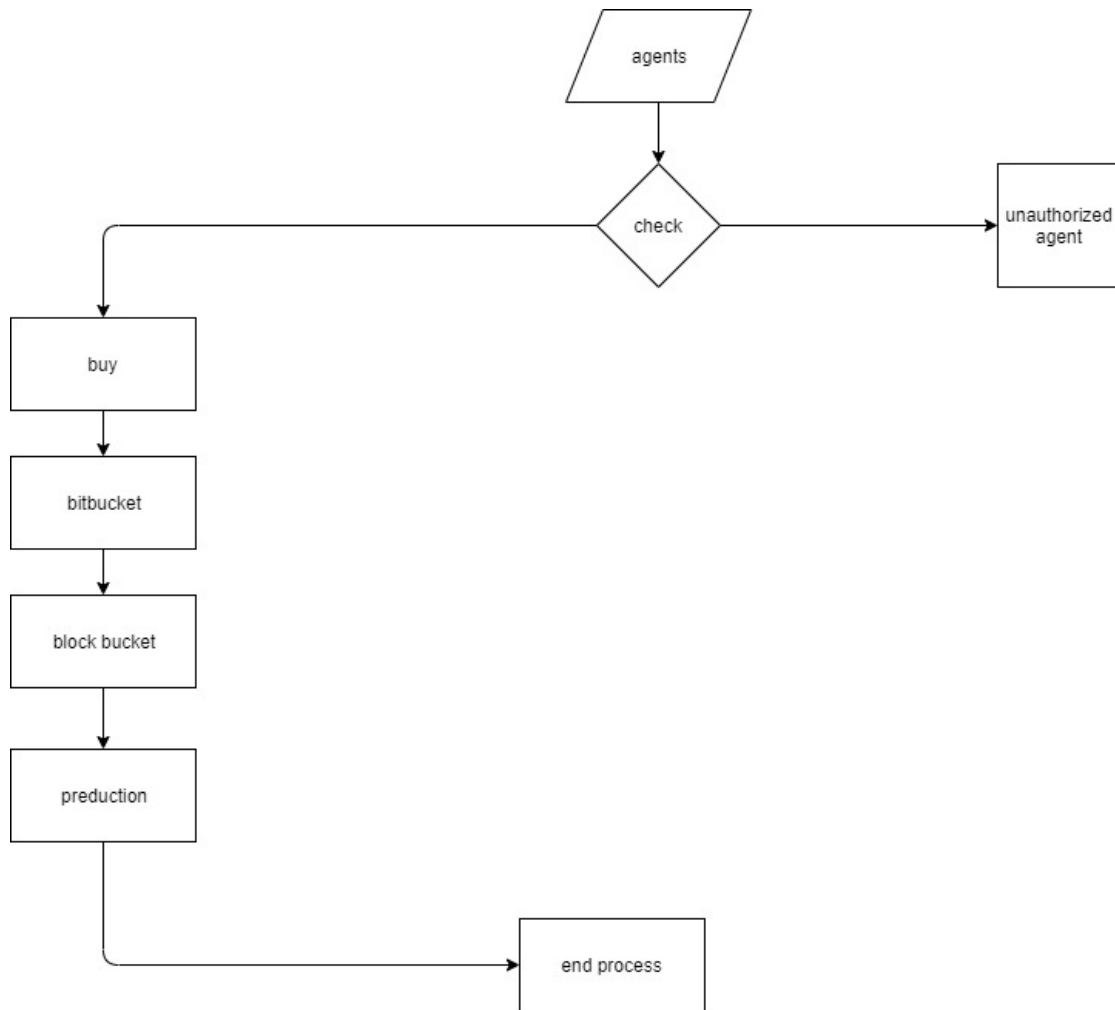 agents
check
unauthorized
agent
buy
bitbucket
block bucket
preduction
end process